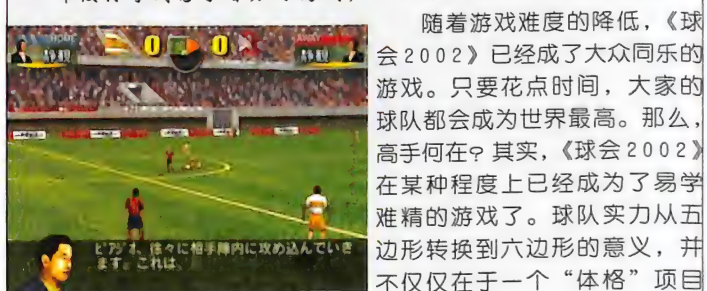 HOME
AWAY
0
0
静観
静観
ピアジオ、徐々に相手陣内に攻め込んでいき
ます。これは、
随着游戏难度的降低，《球
会2002》已经成了大众同乐的
游戏。只要花点时间，大家的
球队都会成为世界最高。那么，
高手何在？其实，《球会2002》
在某种程度上已经成为了易学
难精的游戏了。球队实力从五
边形转换到六边形的意义，并
不仅仅在于一个“体格”项目